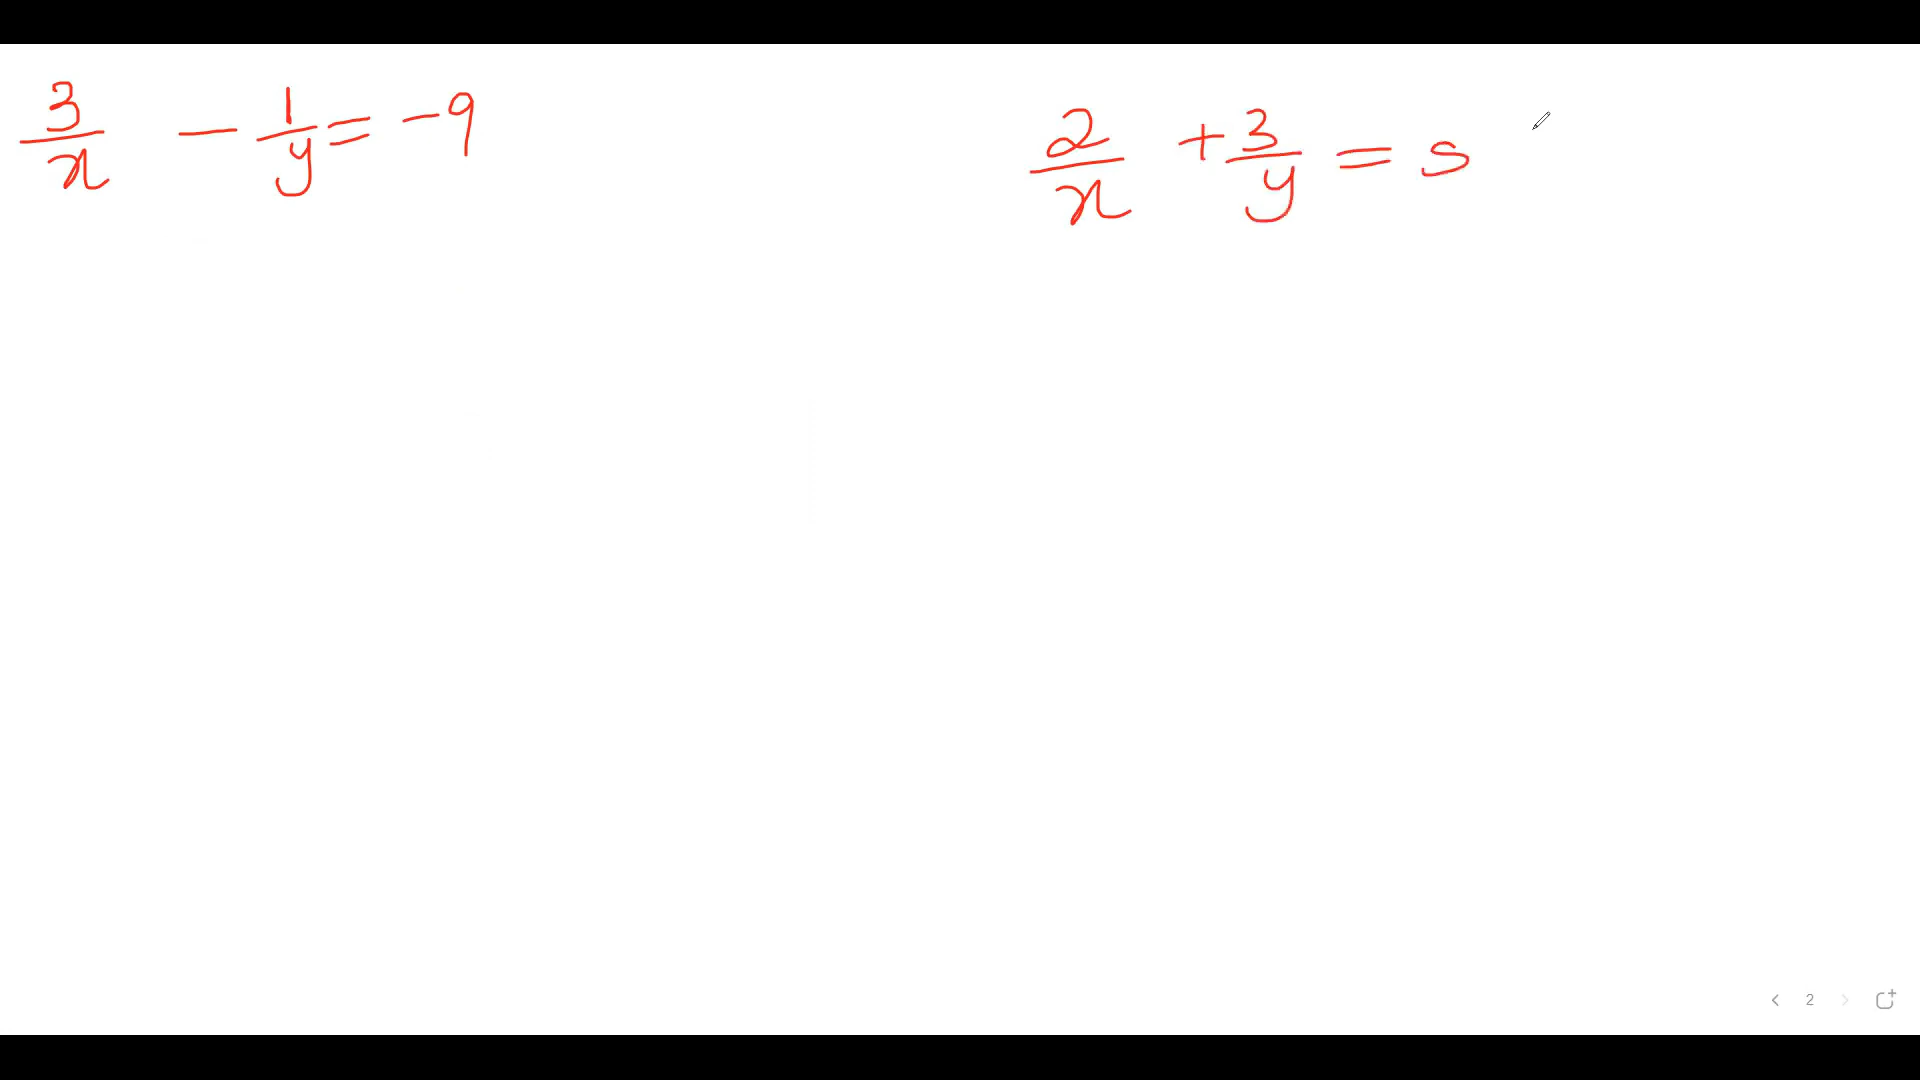 3/x - 1/y = -9
2/x + 3/y = 5
2